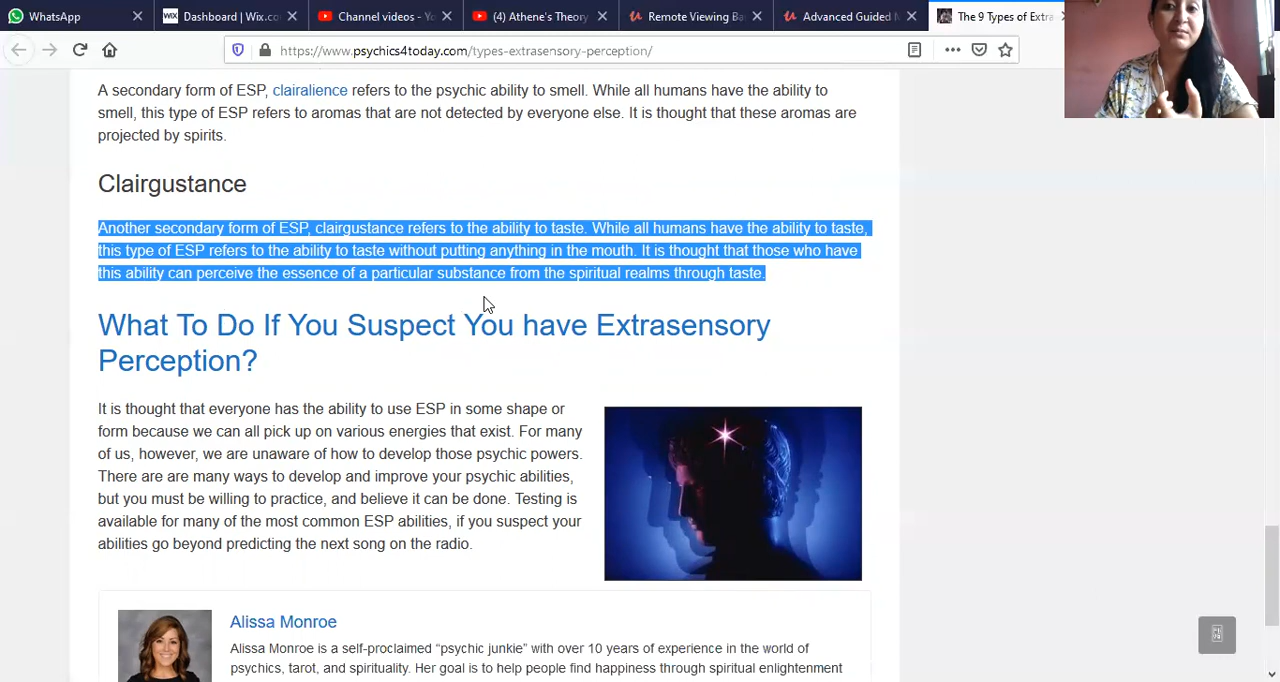 WhatsApp
WIX Dashboard | Wix.co
Channel videos - Yo
(4) Athene's Theory
Remote Viewing Ba
Advanced Guided M
The 9 Types of Extra
https://www.psychics4today.com/types-extrasensory-perception/
A secondary form of ESP, clairalience refers to the psychic ability to smell. While all humans have the ability to
smell, this type of ESP refers to aromas that are not detected by everyone else. It is thought that these aromas are
projected by spirits.
Clairgustance
Another secondary form of ESP, clairgustance refers to the ability to taste. While all humans have the ability to taste,
this type of ESP refers to the ability to taste without putting anything in the mouth. It is thought that those who have
this ability can perceive the essence of a particular substance from the spiritual realms through taste.
What To Do If You Suspect You have Extrasensory
Perception?
It is thought that everyone has the ability to use ESP in some shape or
form because we can all pick up on various energies that exist. For many
of us, however, we are unaware of how to develop those psychic powers.
There are are many ways to develop and improve your psychic abilities,
but you must be willing to practice, and believe it can be done. Testing is
available for many of the most common ESP abilities, if you suspect your
abilities go beyond predicting the next song on the radio.
Alissa Monroe
Alissa Monroe is a self-proclaimed “psychic junkie” with over 10 years of experience in the world of
psychics, tarot, and spirituality. Her goal is to help people find happiness through spiritual enlightenment